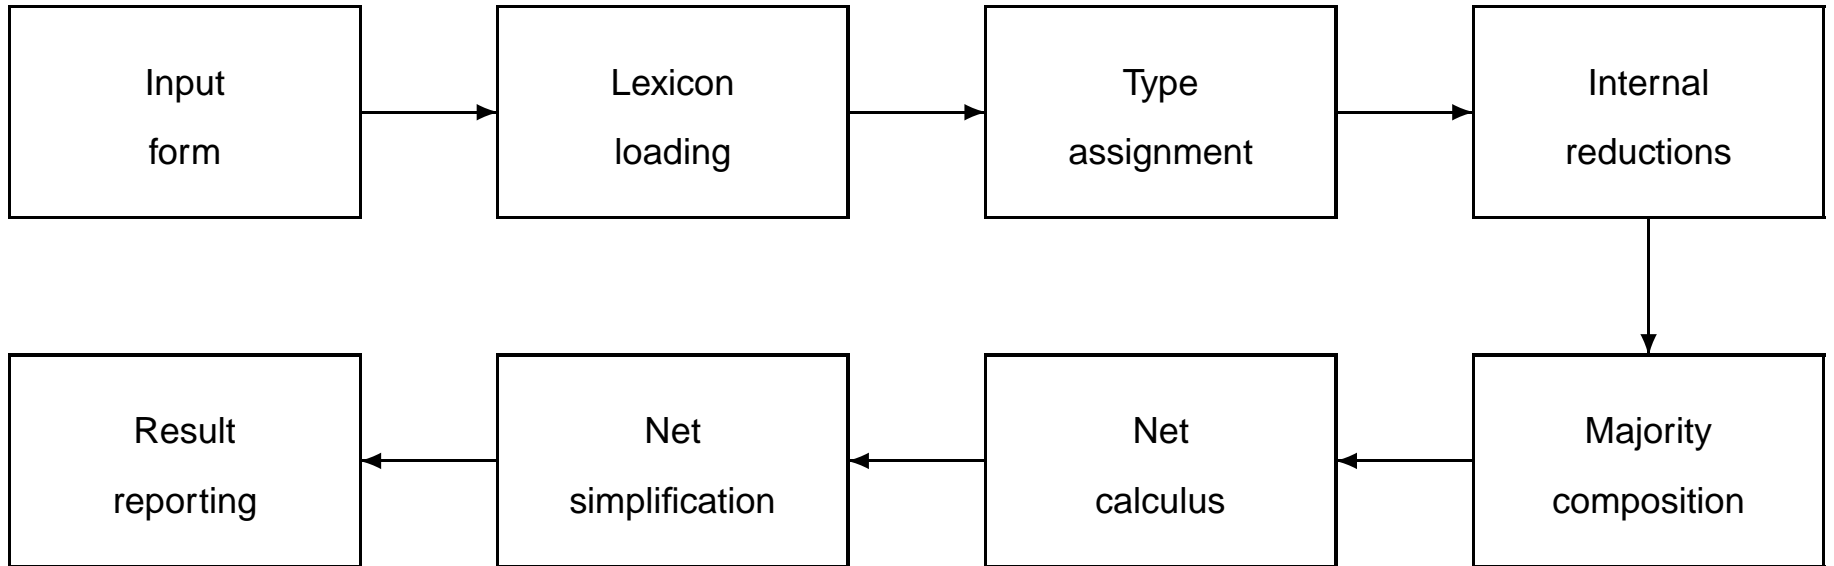 Input
form
Lexicon
loading
Type
assignment
Internal
reductions
Result
reporting
Net
simplification
Net
calculus
Majority
composition